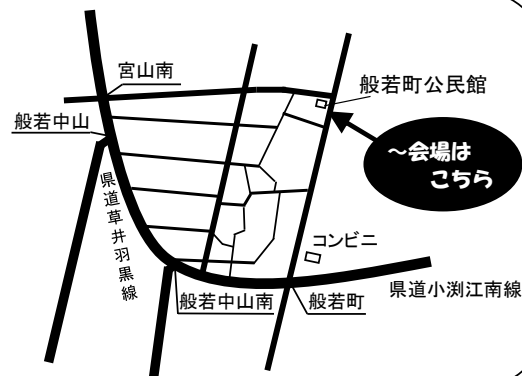 宮山南
般若町公民館
般若中山
～会場は
こちら
県道草井羽黒線
コンビニ
県道小渕江南線
般若中山南
般若町